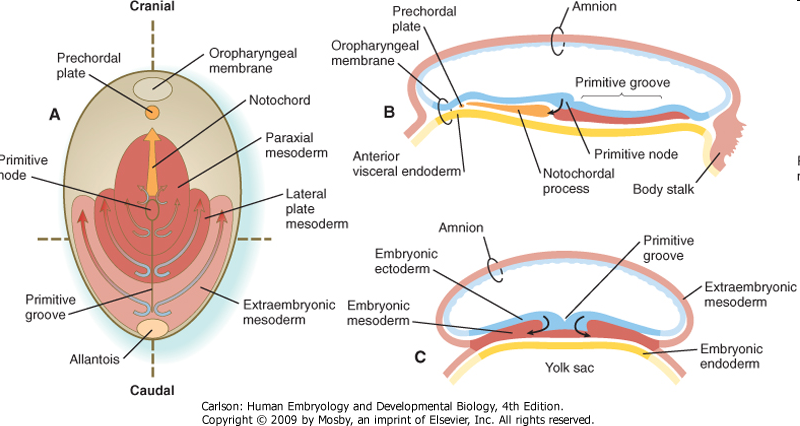 Cranial
Prechordal
plate
Oropharyngeal
membrane
A
Notochord
Paraxial
mesoderm
Primitive
node
Lateral
plate
mesoderm
Primitive
groove
Extraembryonic
mesoderm
Allantois
Caudal
Prechordal
plate
Amnion
Oropharyngeal
membrane
Primitive groove
B
Anterior
visceral endoderm
Notochordal
process
Primitive node
Body stalk
Amnion
Primitive
groove
Embryonic
ectoderm
Extraembryonic
mesoderm
Embryonic
mesoderm
C
Yolk sac
Embryonic
endoderm
Carlson: Human Embryology and Developmental Biology, 4th Edition.
Copyright © 2009 by Mosby, an imprint of Elsevier, Inc. All rights reserved.